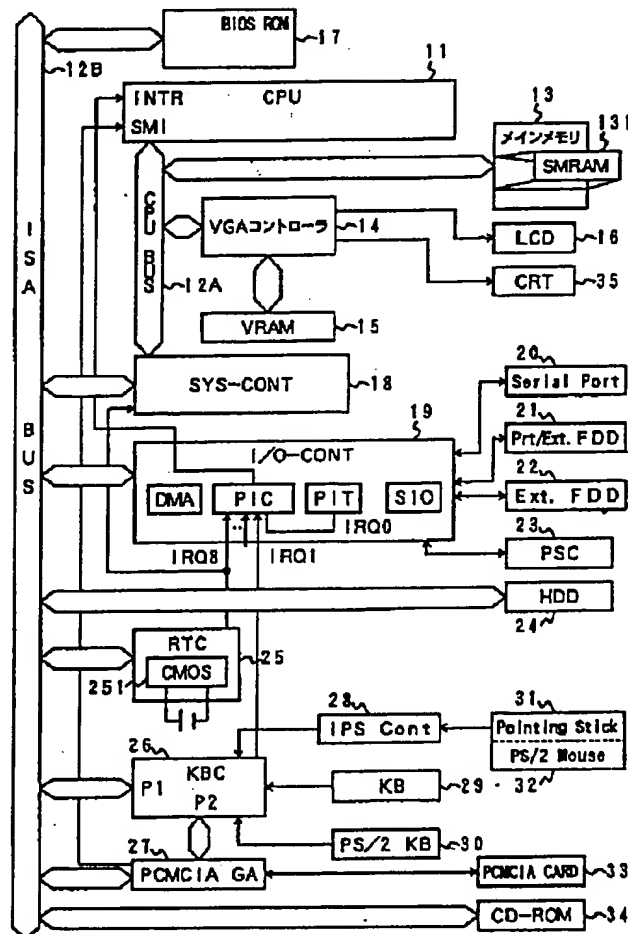 BIOS ROM
17
12B
11
INTR CPU
SMI
13
131
メインメモリ
SMRAM
ISA BUS
CPU BUS
12A
VGAコントローラ
14
LCD
16
CRT
35
VRAM
15
SYS-CONT
18
20
Serial Port
19
I/O-CONT
21
Prt/Ext. FDD
DMA
PIC
PIT
SIO
22
Ext. FDD
IRQ0
IRQ8
IRQ1
23
PSC
HDD
24
RTC
25
251
CMOS
28
IPS Cont
31
Pointing Stick
PS/2 Mouse
32
26
KBC
P1
P2
KB
29
PS/2 KB
30
27
PCMCIA GA
PCMCIA CARD
33
CD-ROM
34